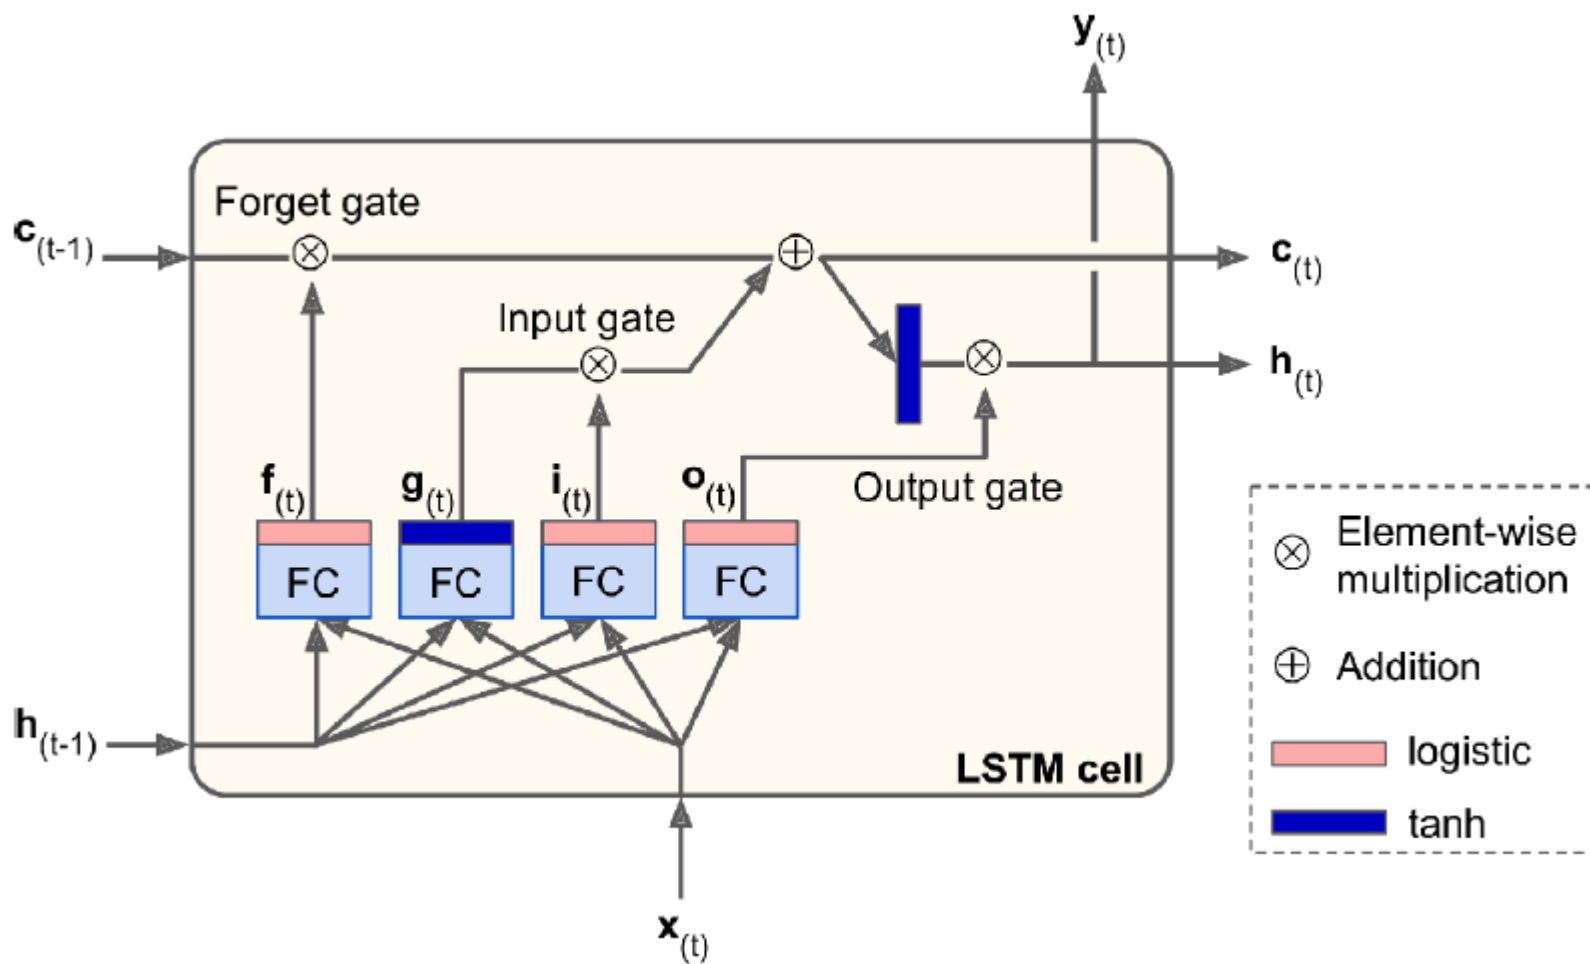 y(t)
Forget gate
c(t-1)
c(t)
Input gate
h(t)
f(t)
g(t)
i(t)
o(t)
Output gate
Element-wise
multiplication
FC
FC
FC
FC
Addition
h(t-1)
LSTM cell
logistic
tanh
x(t)